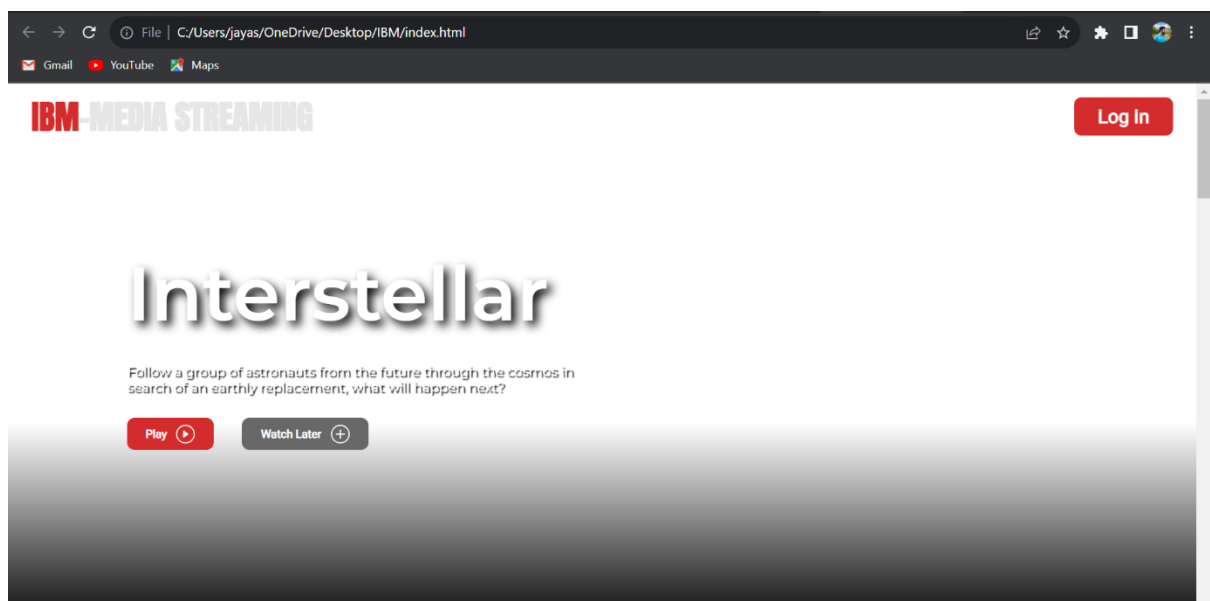 File | C:/Users/jayas/OneDrive/Desktop/IBM/index.html
Gmail YouTube Maps
IBM-MEDIA STREAMING
Log In
Interstellar
Follow a group of astronauts from the future through the cosmos in
search of an earthly replacement, what will happen next?
Play Watch Later